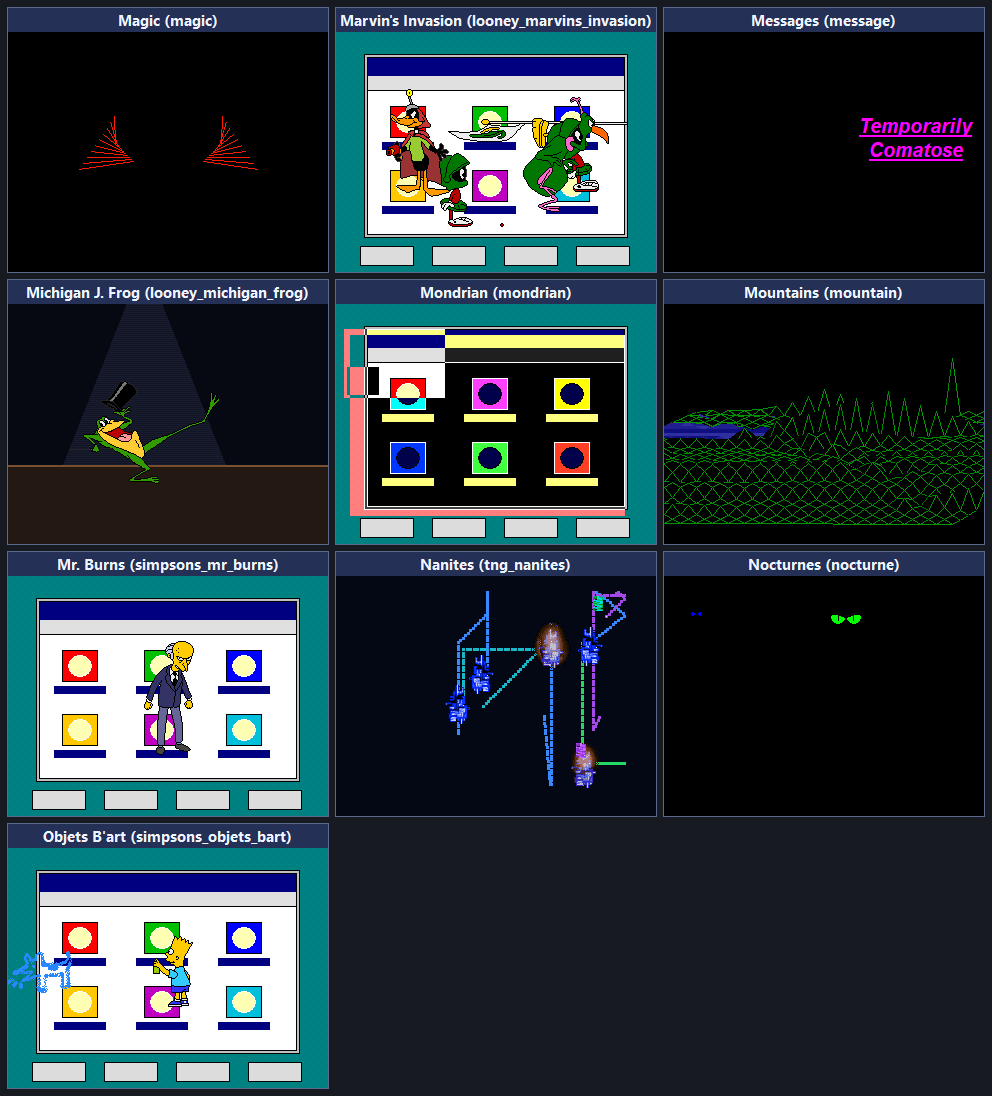 Magic (magic)
Marvin's Invasion (looney_marvins_invasion)
Messages (message)
Temporarily
Comatose
Michigan J. Frog (looney_michigan_frog)
Mondrian (mondrian)
Mountains (mountain)
Mr. Burns (simpsons_mr_burns)
Nanites (tng_nanites)
Nocturnes (nocturne)
Objets B'art (simpsons_objets_bart)